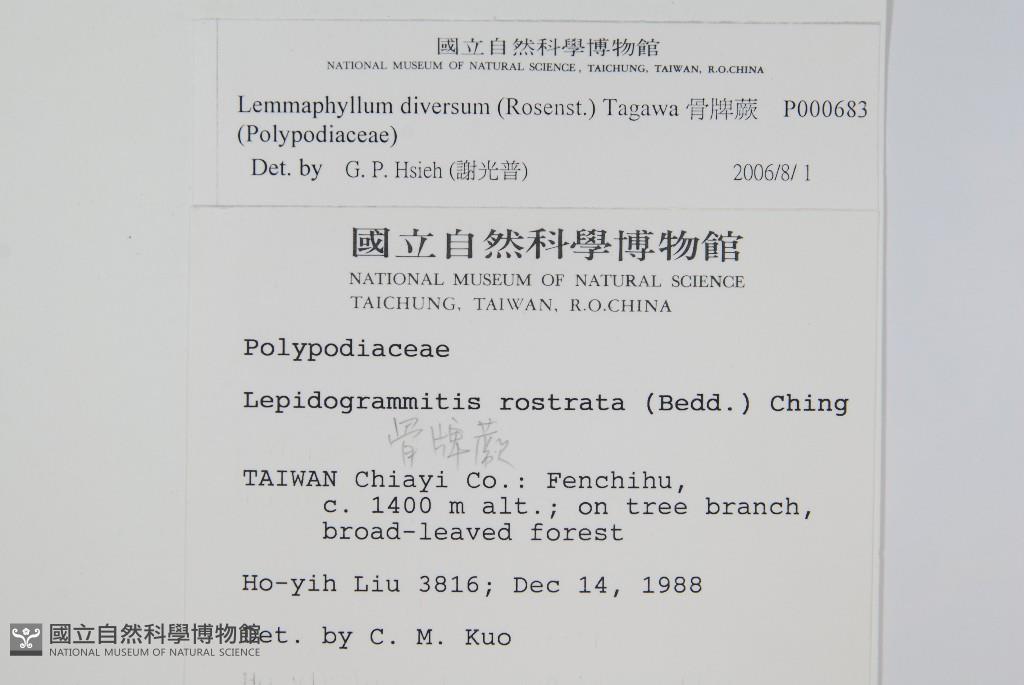 國立自然科學博物館
NATIONAL MUSEUM OF NATURAL SCIENCE, TAICHUNG, TAIWAN, R.O.CHINA
Lemmaphyllum diversum (Rosenst.) Tagawa 骨牌蕨 P000683
(Polypodiaceae)
Det. by G. P. Hsieh (謝光普) 2006/8/ 1
國立自然科學博物館
NATIONAL MUSEUM OF NATURAL SCIENCE
TAICHUNG, TAIWAN, R.O.CHINA
Polypodiaceae
Lepidogrammitis rostrata (Bedd.) Ching
骨牌蕨
TAIWAN Chiayi Co.: Fenchihu,
c. 1400 m alt.; on tree branch,
broad-leaved forest
Ho-yih Liu 3816; Dec 14, 1988
Det. by C. M. Kuo
國立自然科學博物館
NATIONAL MUSEUM OF NATURAL SCIENCE